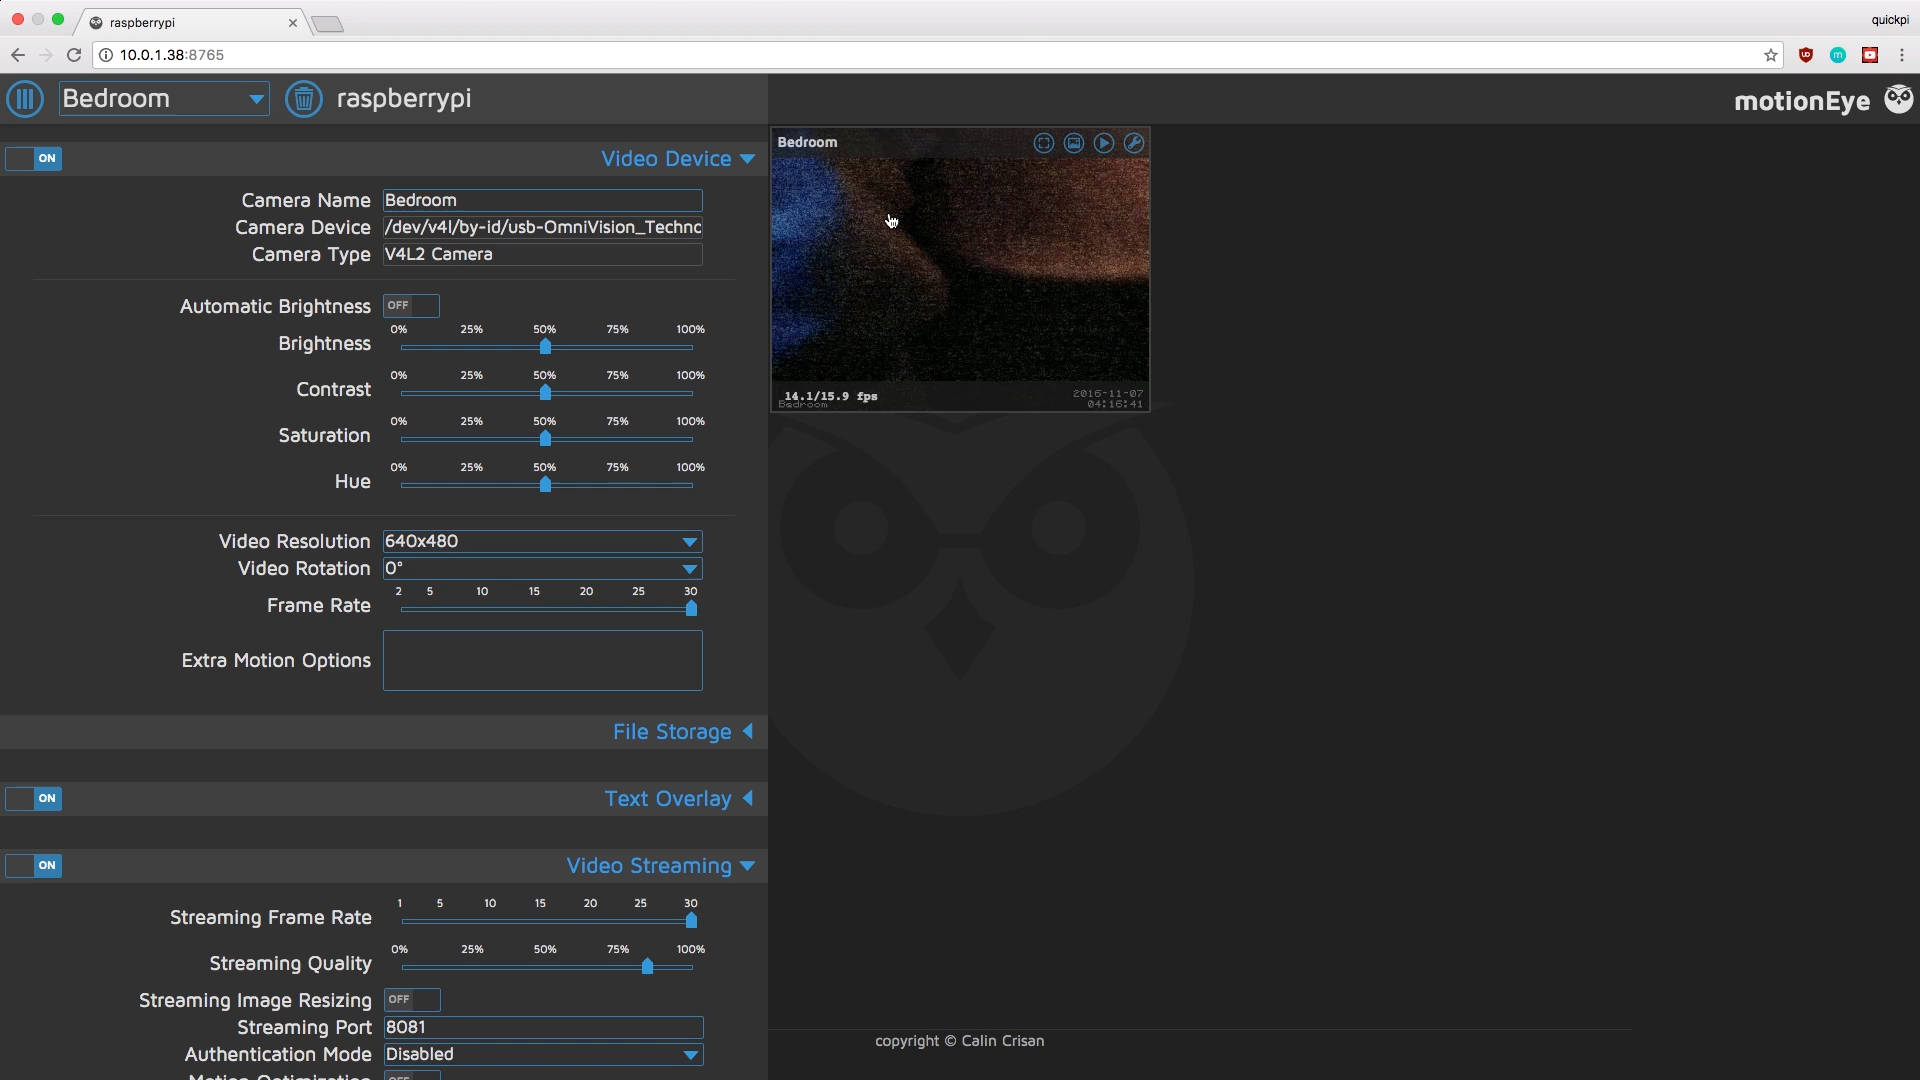 raspberrypi
quickpi
10.0.1.38:8765
Bedroom
raspberrypi
motionEye
ON
Video Device
Camera Name
Bedroom
Camera Device
/dev/v4l/by-id/usb-OmniVision_Techno
Camera Type
V4L2 Camera
Automatic Brightness
OFF
0% 25% 50% 75% 100%
Brightness
0% 25% 50% 75% 100%
Contrast
0% 25% 50% 75% 100%
Saturation
0% 25% 50% 75% 100%
Hue
Video Resolution
640x480
Video Rotation
0°
2 5 10 15 20 25 30
Frame Rate
Extra Motion Options
File Storage
ON
Text Overlay
ON
Video Streaming
1 5 10 15 20 25 30
Streaming Frame Rate
0% 25% 50% 75% 100%
Streaming Quality
Streaming Image Resizing
OFF
Streaming Port
8081
Authentication Mode
Disabled
Motion Optimization
OFF
Bedroom
14.1/15.9 fps
Bedroom
2016-11-07
04:16:41
copyright © Calin Crisan